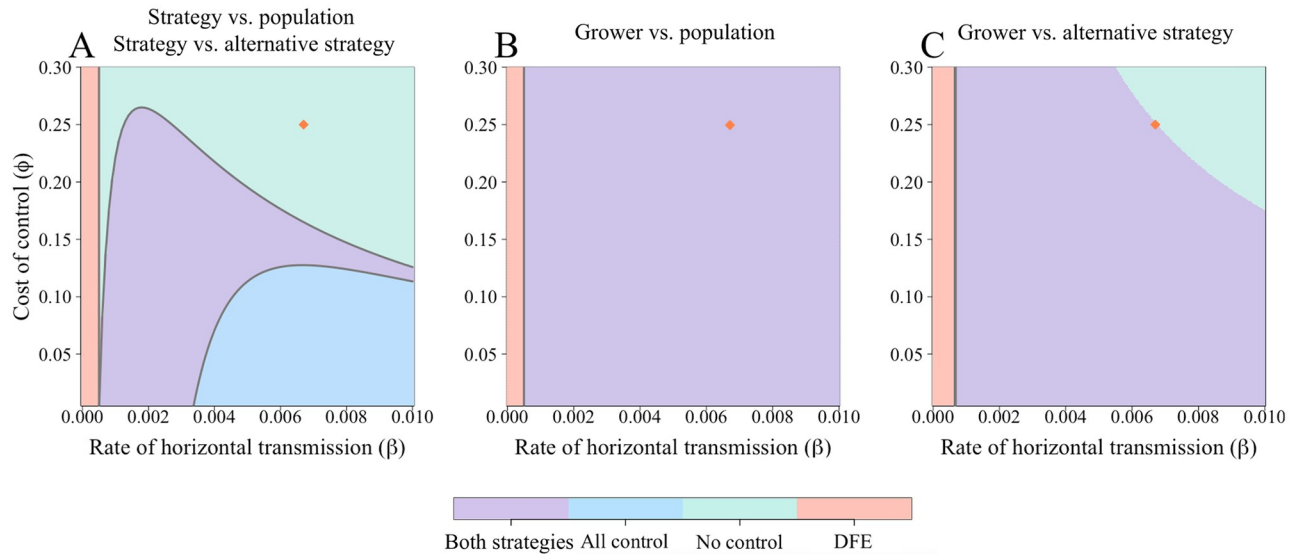 A
Strategy vs. population
Strategy vs. alternative strategy
0.30
0.25
0.20
0.15
0.10
0.05
Cost of control (ϕ)
0.000 0.002 0.004 0.006 0.008 0.010
Rate of horizontal transmission (β)
B
Grower vs. population
0.30
0.25
0.20
0.15
0.10
0.05
0.000 0.002 0.004 0.006 0.008 0.010
Rate of horizontal transmission (β)
C
Grower vs. alternative strategy
0.30
0.25
0.20
0.15
0.10
0.05
0.000 0.002 0.004 0.006 0.008 0.010
Rate of horizontal transmission (β)
Both strategies All control No control DFE